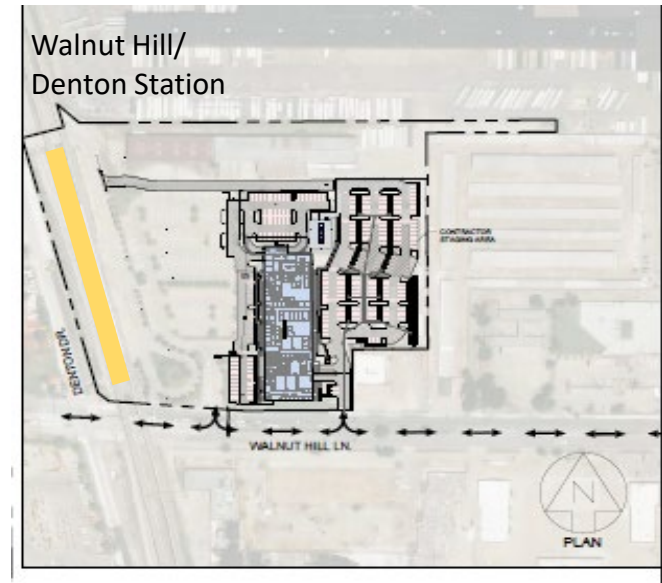 Walnut Hill/
Denton Station
CONTRACTOR
STAGING AREA
DENTON DR.
WALNUT HILL LN.
N
PLAN